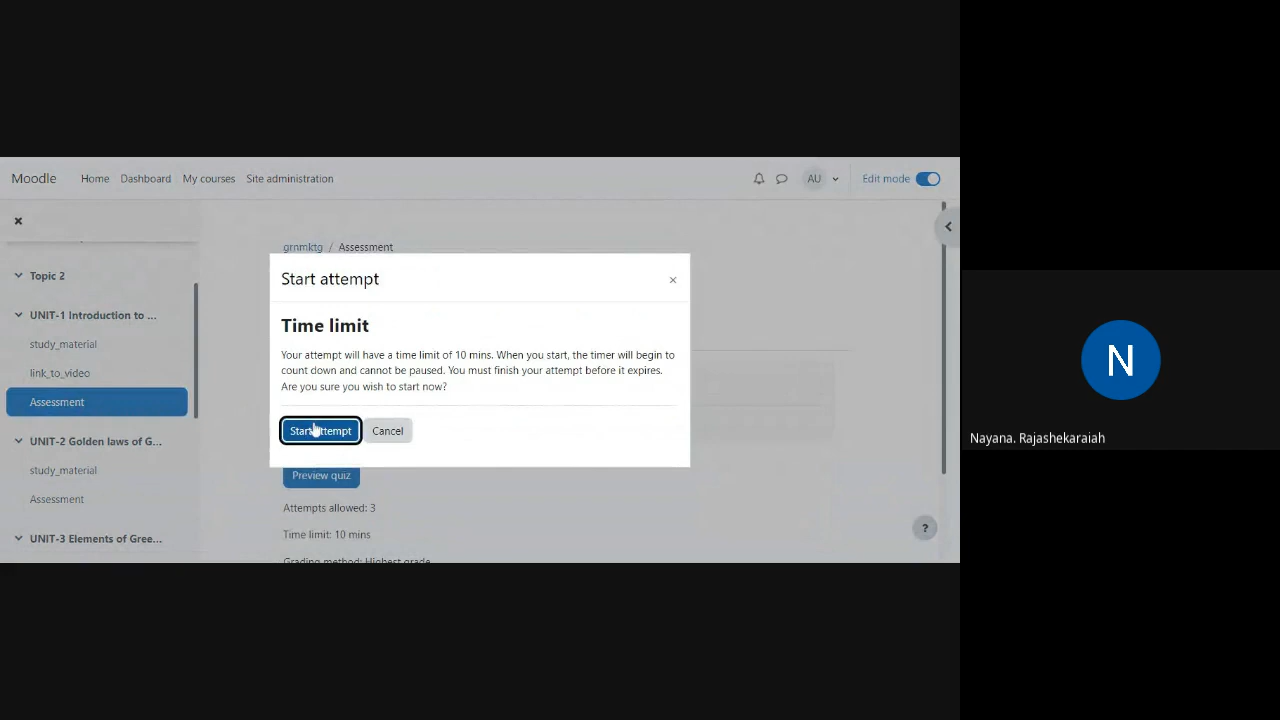 Moodle Home Dashboard My courses Site administration AU Edit mode
grnmktg / Assessment
Topic 2
UNIT-1 Introduction to ...
study_material
link_to_video
Assessment
UNIT-2 Golden laws of G...
study_material
Assessment
UNIT-3 Elements of Gree...
Start attempt ×
Time limit
Your attempt will have a time limit of 10 mins. When you start, the timer will begin to
count down and cannot be paused. You must finish your attempt before it expires.
Are you sure you wish to start now?
Start attempt Cancel
Preview quiz
Attempts allowed: 3
Time limit: 10 mins
Grading method: Highest grade
?
N
Nayana. Rajashekaraiah